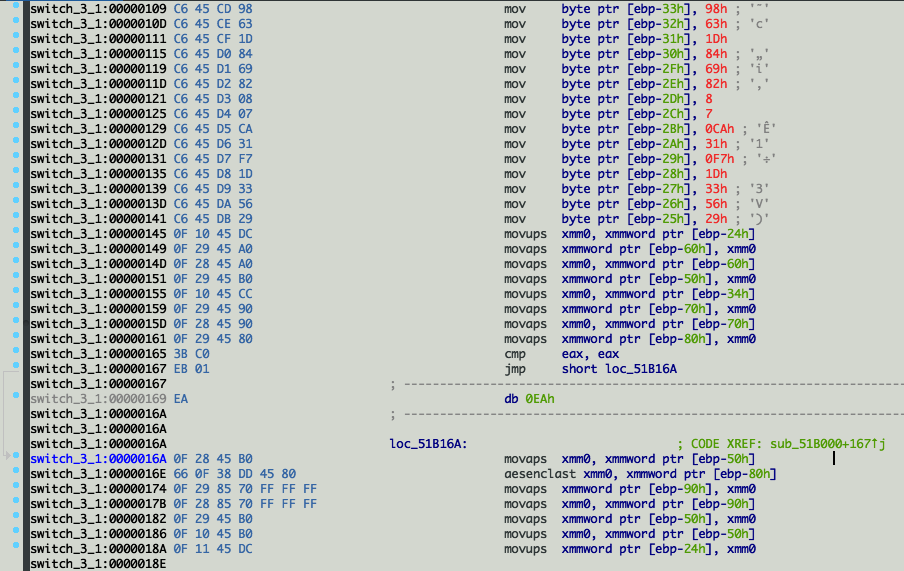 switch_3_1:00000109 C6 45 CD 98 mov byte ptr [ebp-33h], 98h ; '˜'
switch_3_1:0000010D C6 45 CE 63 mov byte ptr [ebp-32h], 63h ; 'c'
switch_3_1:00000111 C6 45 CF 1D mov byte ptr [ebp-31h], 1Dh
switch_3_1:00000115 C6 45 D0 84 mov byte ptr [ebp-30h], 84h ; '„'
switch_3_1:00000119 C6 45 D1 69 mov byte ptr [ebp-2Fh], 69h ; 'i'
switch_3_1:0000011D C6 45 D2 82 mov byte ptr [ebp-2Eh], 82h ; '‚'
switch_3_1:00000121 C6 45 D3 08 mov byte ptr [ebp-2Dh], 8
switch_3_1:00000125 C6 45 D4 07 mov byte ptr [ebp-2Ch], 7
switch_3_1:00000129 C6 45 D5 CA mov byte ptr [ebp-2Bh], 0CAh ; 'Ê'
switch_3_1:0000012D C6 45 D6 31 mov byte ptr [ebp-2Ah], 31h ; '1'
switch_3_1:00000131 C6 45 D7 F7 mov byte ptr [ebp-29h], 0F7h ; '÷'
switch_3_1:00000135 C6 45 D8 1D mov byte ptr [ebp-28h], 1Dh
switch_3_1:00000139 C6 45 D9 33 mov byte ptr [ebp-27h], 33h ; '3'
switch_3_1:0000013D C6 45 DA 56 mov byte ptr [ebp-26h], 56h ; 'V'
switch_3_1:00000141 C6 45 DB 29 mov byte ptr [ebp-25h], 29h ; ')'
switch_3_1:00000145 0F 10 45 DC movups xmm0, xmmword ptr [ebp-24h]
switch_3_1:00000149 0F 29 45 A0 movaps xmmword ptr [ebp-60h], xmm0
switch_3_1:0000014D 0F 28 45 A0 movaps xmm0, xmmword ptr [ebp-60h]
switch_3_1:00000151 0F 29 45 B0 movaps xmmword ptr [ebp-50h], xmm0
switch_3_1:00000155 0F 10 45 CC movups xmm0, xmmword ptr [ebp-34h]
switch_3_1:00000159 0F 29 45 90 movaps xmmword ptr [ebp-70h], xmm0
switch_3_1:0000015D 0F 28 45 90 movaps xmm0, xmmword ptr [ebp-70h]
switch_3_1:00000161 0F 29 45 80 movaps xmmword ptr [ebp-80h], xmm0
switch_3_1:00000165 3B C0 cmp eax, eax
switch_3_1:00000167 EB 01 jmp short loc_51B16A
switch_3_1:00000167 ; ---------------------------------------------------------------------------
switch_3_1:00000169 EA db 0EAh
switch_3_1:0000016A ; ---------------------------------------------------------------------------
switch_3_1:0000016A
switch_3_1:0000016A loc_51B16A: ; CODE XREF: sub_51B000+167↑j
switch_3_1:0000016A 0F 28 45 B0 movaps xmm0, xmmword ptr [ebp-50h]
switch_3_1:0000016E 66 0F 38 DD 45 80 aesenclast xmm0, xmmword ptr [ebp-80h]
switch_3_1:00000174 0F 29 85 70 FF FF FF movaps xmmword ptr [ebp-90h], xmm0
switch_3_1:0000017B 0F 28 85 70 FF FF FF movaps xmm0, xmmword ptr [ebp-90h]
switch_3_1:00000182 0F 29 45 B0 movaps xmmword ptr [ebp-50h], xmm0
switch_3_1:00000186 0F 10 45 B0 movups xmm0, xmmword ptr [ebp-50h]
switch_3_1:0000018A 0F 11 45 DC movups xmmword ptr [ebp-24h], xmm0
switch_3_1:0000018E